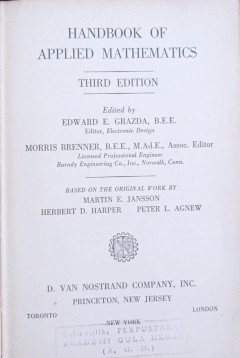 HANDBOOK OF
APPLIED MATHEMATICS
THIRD EDITION
Edited by
EDWARD E. GRAZDA, B.E.E.
Editor, Electronic Design
MORRIS BRENNER, B.E.E., M.Ad.E., Assoc. Editor
Licensed Professional Engineer
Burndy Engineering Co., Inc., Norwalk, Conn.
BASED ON THE ORIGINAL WORK BY
MARTIN E. JANSSON
HERBERT D. HARPER PETER L. AGNEW
D. VAN NOSTRAND COMPANY, INC.
PRINCETON, NEW JERSEY
TORONTO LONDON
NEW YORK
PERPUSTAKAAN
AKADEMI